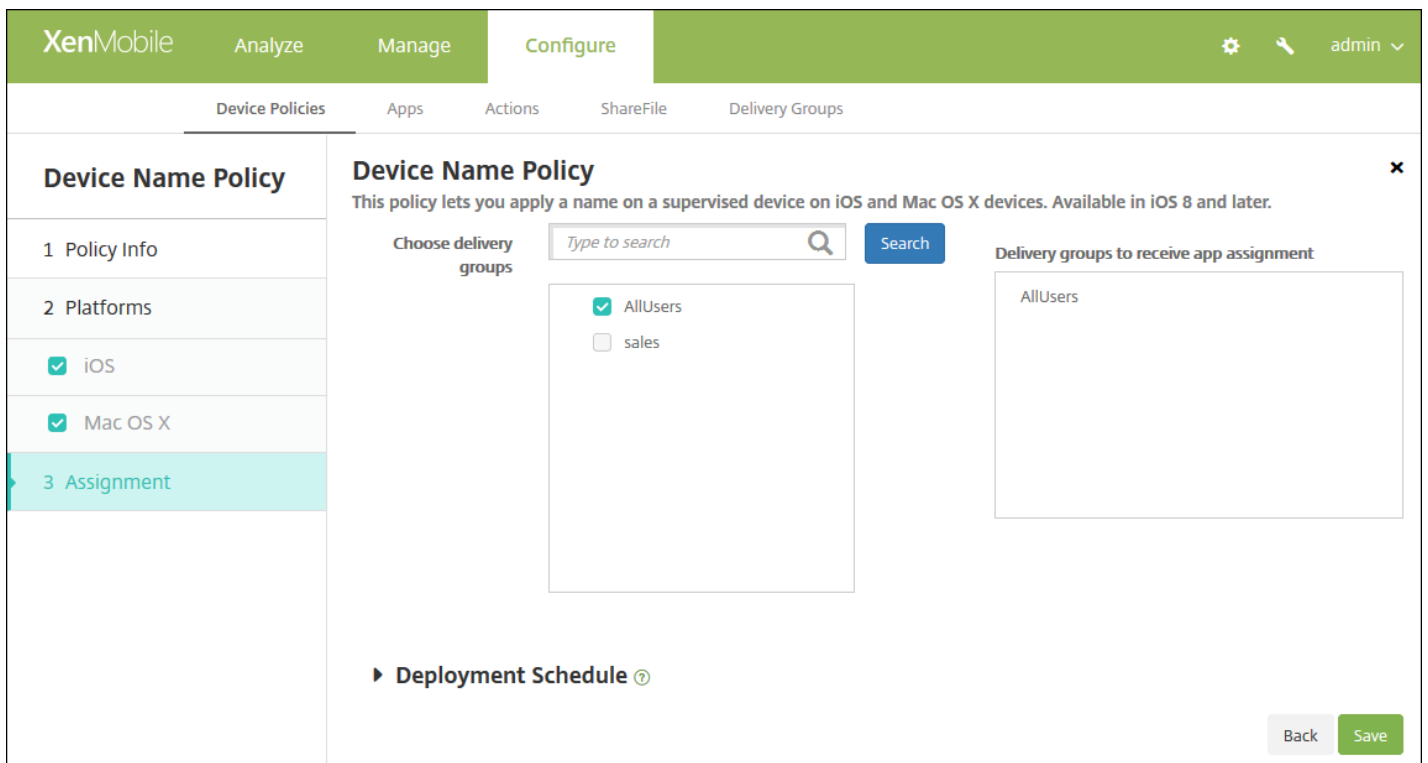 XenMobile Analyze Manage Configure admin
Device Policies Apps Actions ShareFile Delivery Groups
Device Name Policy
1 Policy Info
2 Platforms
iOS
Mac OS X
3 Assignment
Device Name Policy
This policy lets you apply a name on a supervised device on iOS and Mac OS X devices. Available in iOS 8 and later.
Choose delivery
groups
Type to search
Search
AllUsers
sales
Delivery groups to receive app assignment
AllUsers
Deployment Schedule ?
Back Save